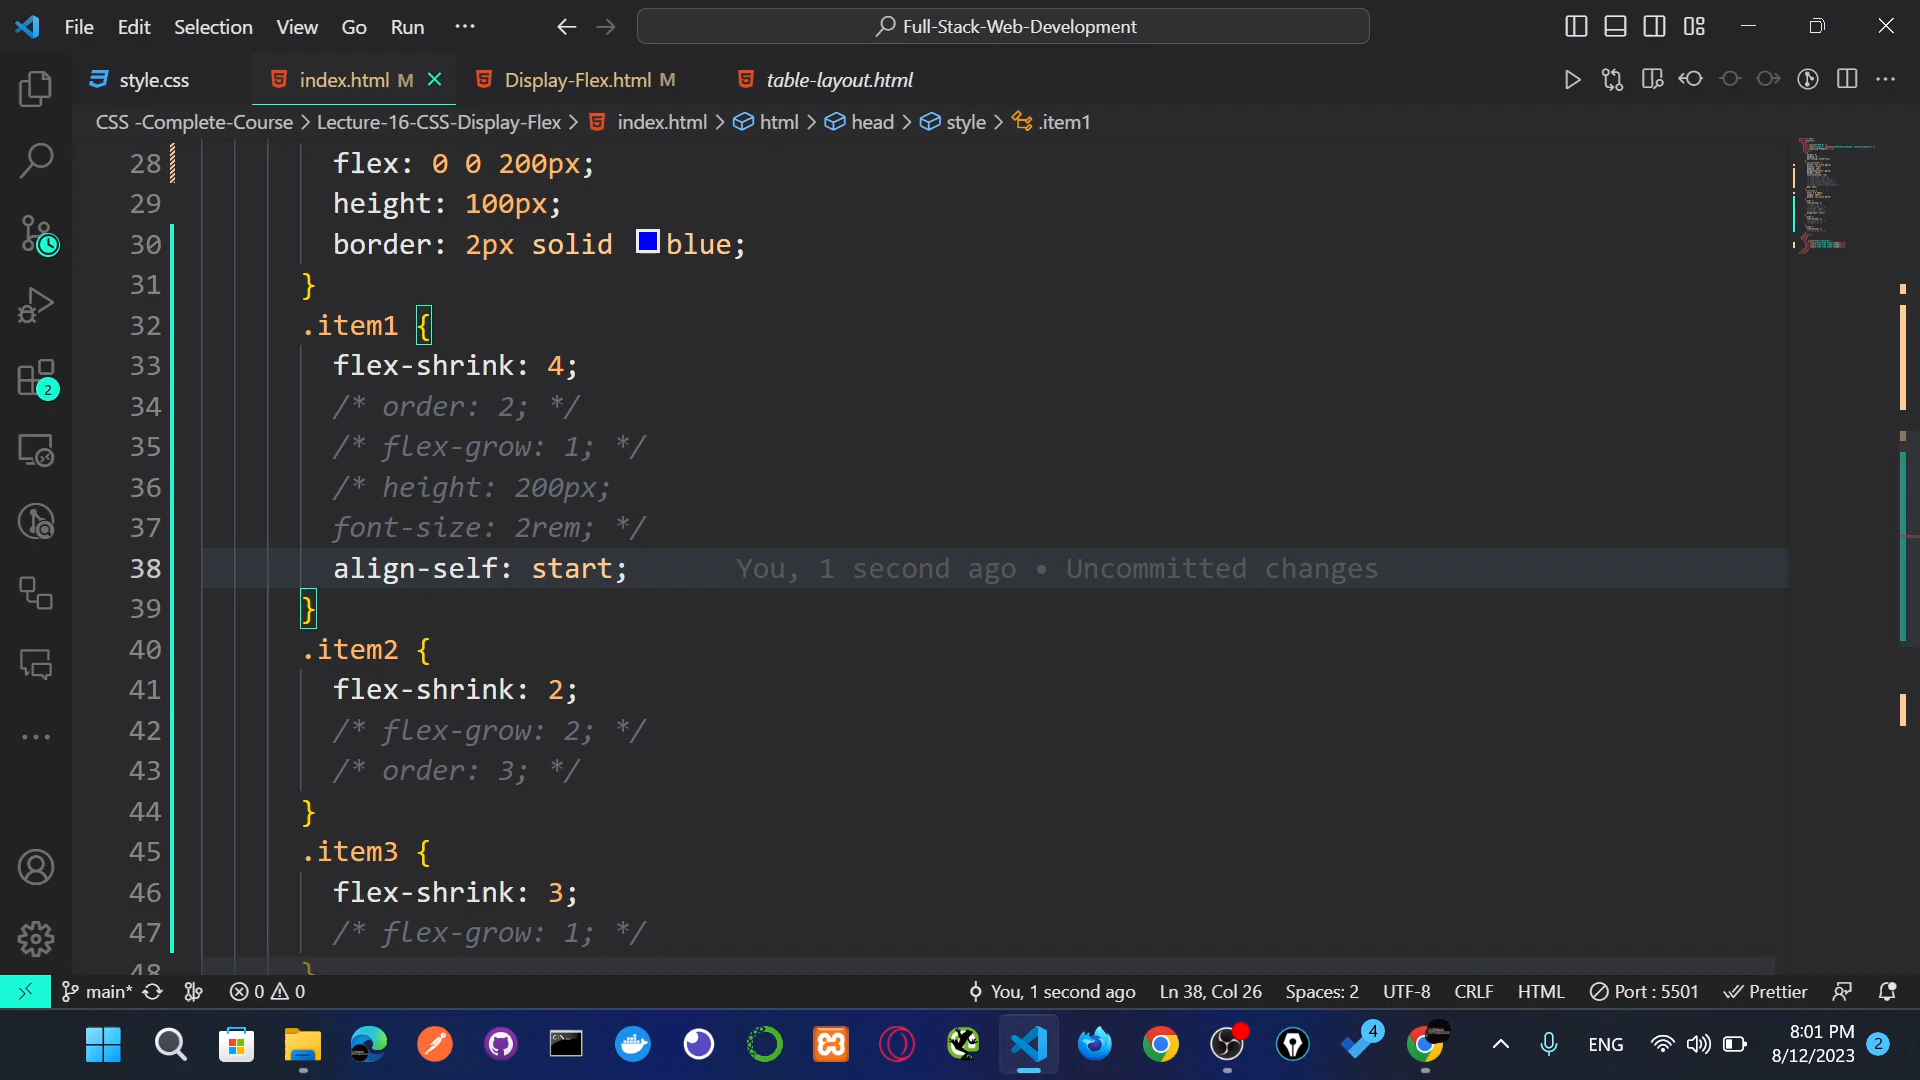 File Edit Selection View Go Run ···
Full-Stack-Web-Development
style.css
index.html M
Display-Flex.html M
table-layout.html
CSS -Complete-Course > Lecture-16-CSS-Display-Flex > index.html > html > head > style > .item1
28 flex: 0 0 200px;
29 height: 100px;
30 border: 2px solid blue;
31 }
32 .item1 {
33 flex-shrink: 4;
34 /* order: 2; */
35 /* flex-grow: 1; */
36 /* height: 200px;
37 font-size: 2rem; */
38 align-self: start; You, 1 second ago • Uncommitted changes
39 }
40 .item2 {
41 flex-shrink: 2;
42 /* flex-grow: 2; */
43 /* order: 3; */
44 }
45 .item3 {
46 flex-shrink: 3;
47 /* flex-grow: 1; */
48 }
2
main* 0 0 You, 1 second ago Ln 38, Col 26 Spaces: 2 UTF-8 CRLF HTML Port : 5501 Prettier
4
ENG
8:01 PM
8/12/2023
2